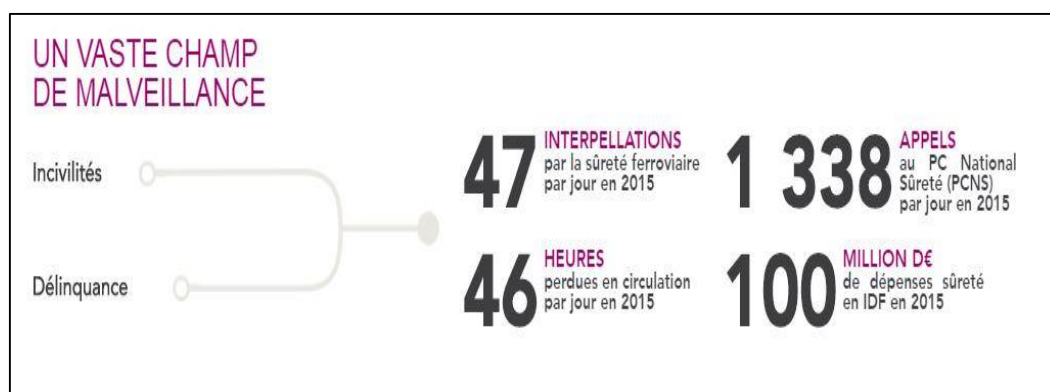 UN VASTE CHAMP
DE MALVEILLANCE
Incivilités
Délinquance
47 INTERPELLATIONS
par la sûreté ferroviaire
par jour en 2015
1 338 APPELS
au PC National
Sûreté (PCNS)
par jour en 2015
46 HEURES
perdues en circulation
par jour en 2015
100 MILLION D€
de dépenses sûreté
en IDF en 2015